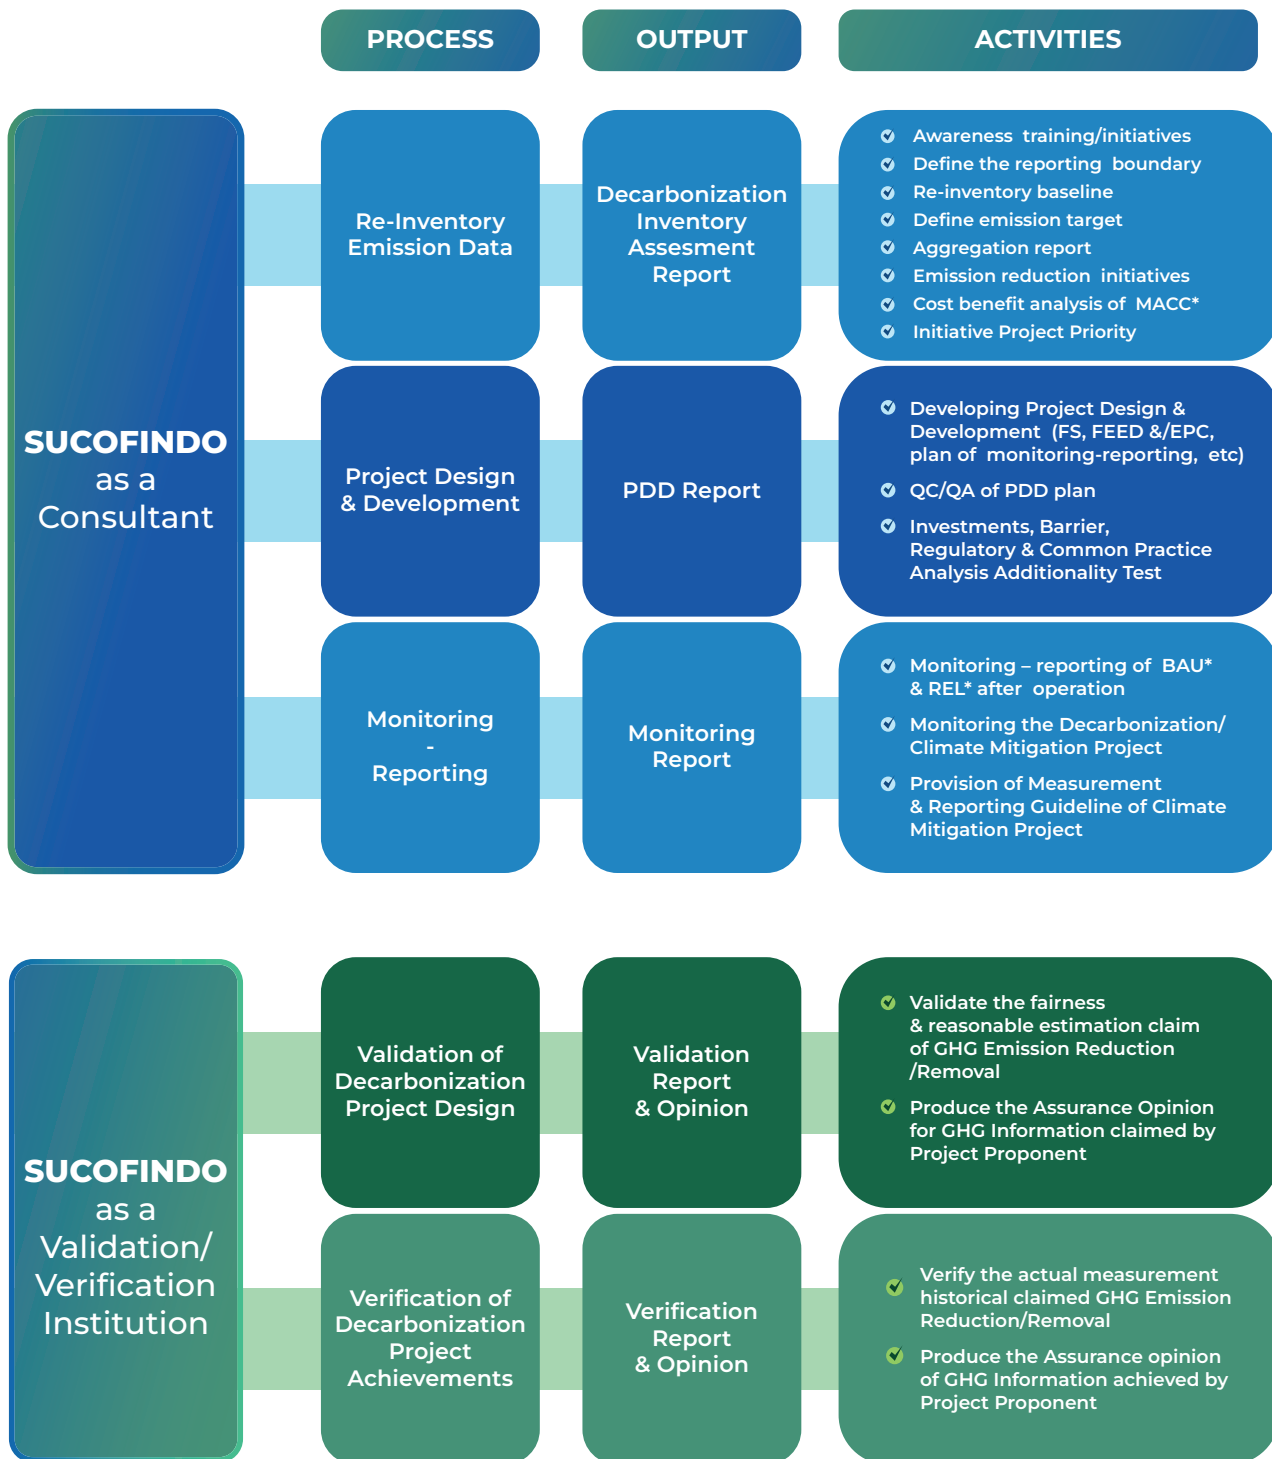 PROCESS
OUTPUT
ACTIVITIES
SUCOFINDO
as a
Consultant
Re-Inventory
Emission Data
Decarbonization
Inventory
Assesment
Report
Awareness training/initiatives
Define the reporting boundary
Re-inventory baseline
Define emission target
Aggregation report
Emission reduction initiatives
Cost benefit analysis of MACC*
Initiative Project Priority
Project Design
& Development
PDD Report
Developing Project Design &
Development (FS, FEED &/EPC,
plan of monitoring-reporting, etc)
QC/QA of PDD plan
Investments, Barrier,
Regulatory & Common Practice
Analysis Additionality Test
Monitoring
-
Reporting
Monitoring
Report
Monitoring – reporting of BAU*
& REL* after operation
Monitoring the Decarbonization/
Climate Mitigation Project
Provision of Measurement
& Reporting Guideline of Climate
Mitigation Project
SUCOFINDO
as a
Validation/
Verification
Institution
Validation of
Decarbonization
Project Design
Validation
Report
& Opinion
Validate the fairness
& reasonable estimation claim
of GHG Emission Reduction
/Removal
Produce the Assurance Opinion
for GHG Information claimed by
Project Proponent
Verification of
Decarbonization
Project
Achievements
Verification
Report
& Opinion
Verify the actual measurement
historical claimed GHG Emission
Reduction/Removal
Produce the Assurance opinion
of GHG Information achieved by
Project Proponent